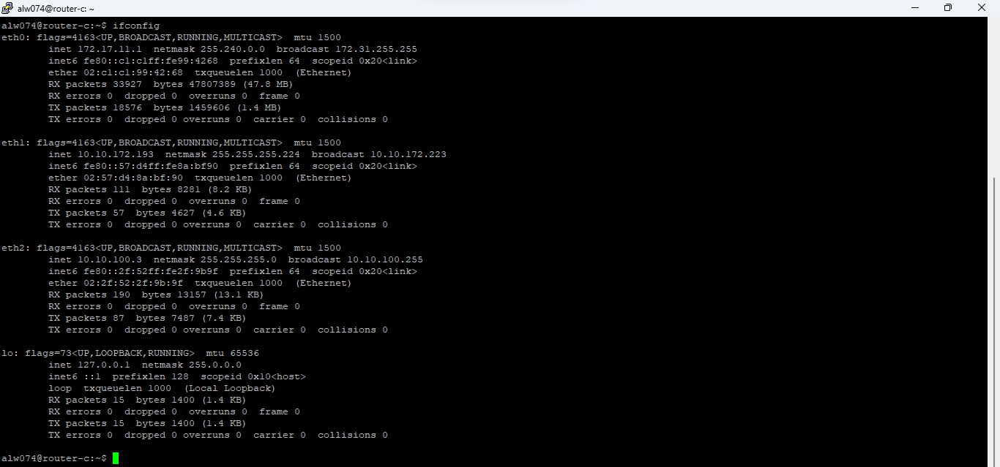 alw074@router-c: ~
alw074@router-c:~$ ifconfig
eth0: flags=4163<UP,BROADCAST,RUNNING,MULTICAST>  mtu 1500
        inet 172.17.11.1  netmask 255.240.0.0  broadcast 172.31.255.255
        inet6 fe80::c1:c1ff:fe99:4268  prefixlen 64  scopeid 0x20<link>
        ether 02:c1:c1:99:42:68  txqueuelen 1000  (Ethernet)
        RX packets 33927  bytes 47807389 (47.8 MB)
        RX errors 0  dropped 0  overruns 0  frame 0
        TX packets 18576  bytes 1459606 (1.4 MB)
        TX errors 0  dropped 0 overruns 0  carrier 0  collisions 0

eth1: flags=4163<UP,BROADCAST,RUNNING,MULTICAST>  mtu 1500
        inet 10.10.172.193  netmask 255.255.255.224  broadcast 10.10.172.223
        inet6 fe80::57:d4ff:fe8a:bf90  prefixlen 64  scopeid 0x20<link>
        ether 02:57:d4:8a:bf:90  txqueuelen 1000  (Ethernet)
        RX packets 111  bytes 8281 (8.2 KB)
        RX errors 0  dropped 0  overruns 0  frame 0
        TX packets 57  bytes 4627 (4.6 KB)
        TX errors 0  dropped 0 overruns 0  carrier 0  collisions 0

eth2: flags=4163<UP,BROADCAST,RUNNING,MULTICAST>  mtu 1500
        inet 10.10.100.3  netmask 255.255.255.0  broadcast 10.10.100.255
        inet6 fe80::2f:52ff:fe2f:9b9f  prefixlen 64  scopeid 0x20<link>
        ether 02:2f:52:2f:9b:9f  txqueuelen 1000  (Ethernet)
        RX packets 190  bytes 13157 (13.1 KB)
        RX errors 0  dropped 0  overruns 0  frame 0
        TX packets 87  bytes 7487 (7.4 KB)
        TX errors 0  dropped 0 overruns 0  carrier 0  collisions 0

lo: flags=73<UP,LOOPBACK,RUNNING>  mtu 65536
        inet 127.0.0.1  netmask 255.0.0.0
        inet6 ::1  prefixlen 128  scopeid 0x10<host>
        loop  txqueuelen 1000  (Local Loopback)
        RX packets 15  bytes 1400 (1.4 KB)
        RX errors 0  dropped 0  overruns 0  frame 0
        TX packets 15  bytes 1400 (1.4 KB)
        TX errors 0  dropped 0 overruns 0  carrier 0  collisions 0

alw074@router-c:~$